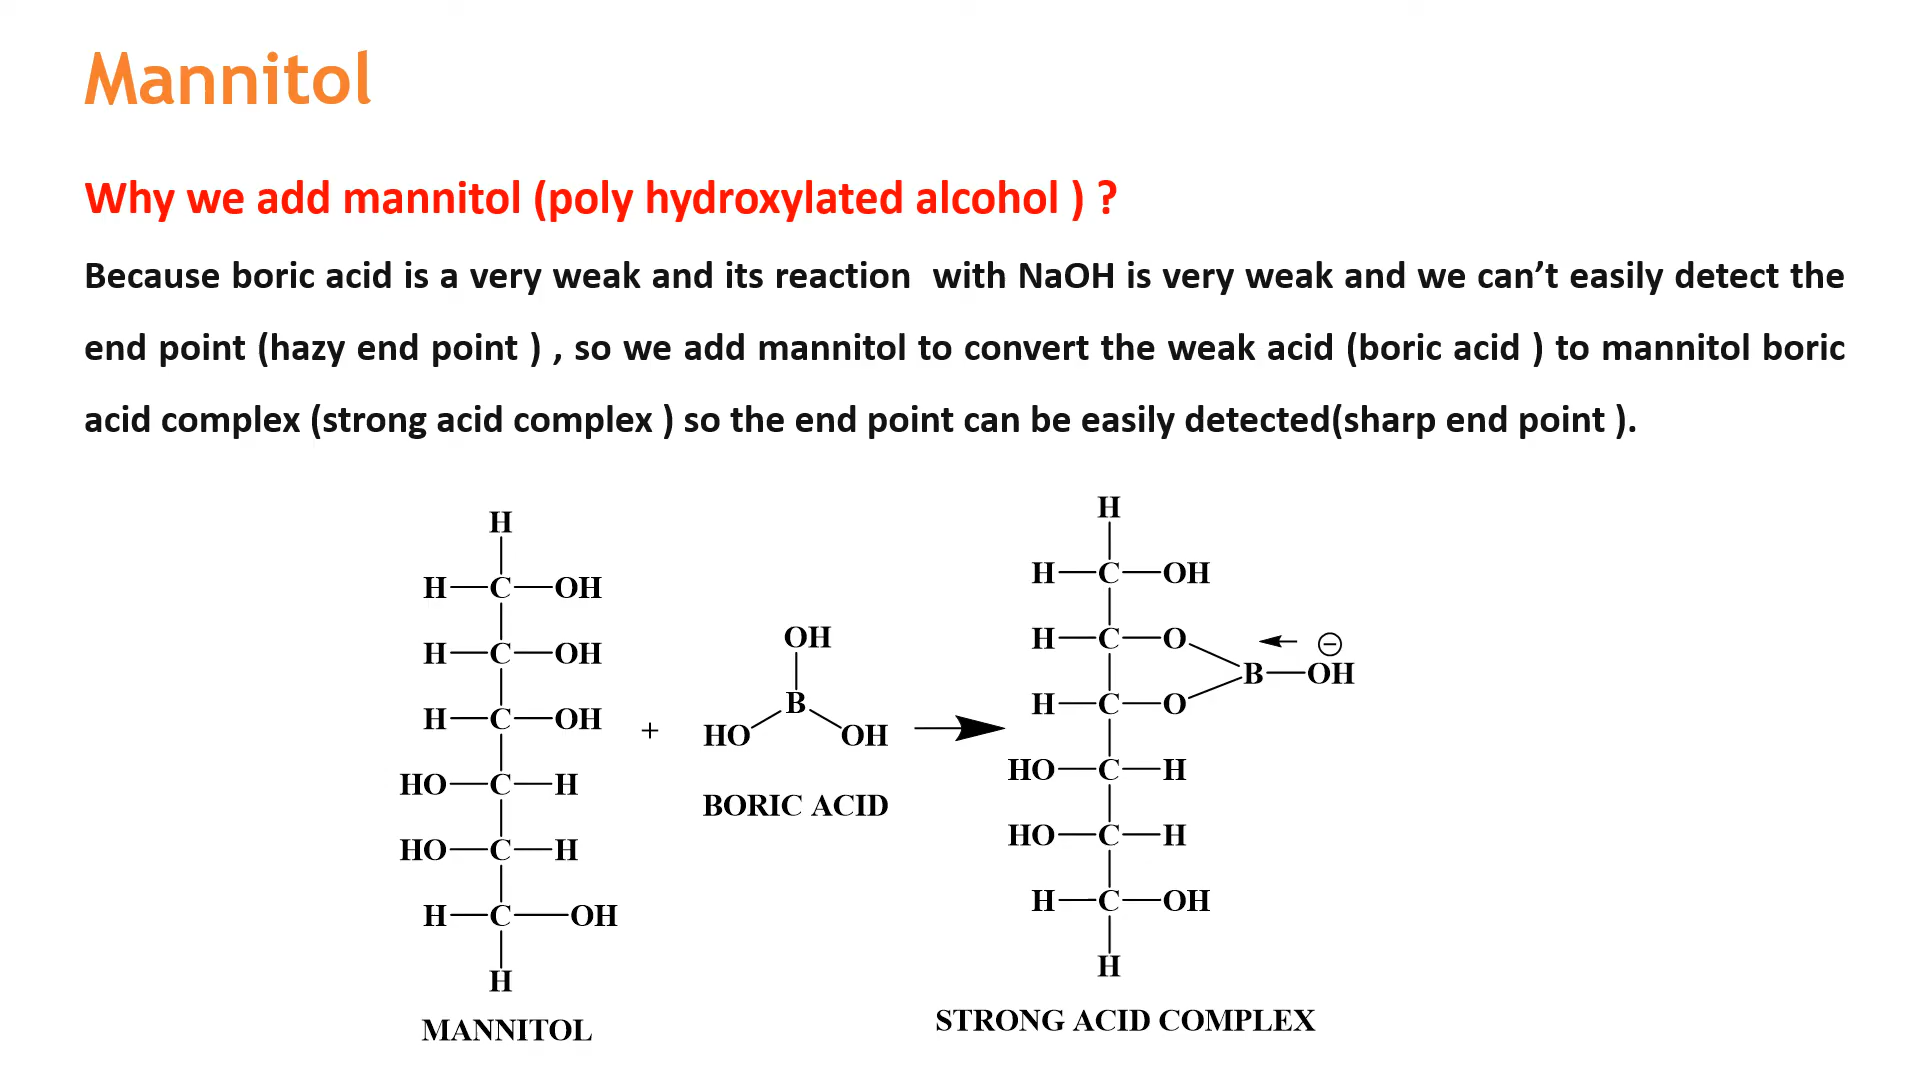 Mannitol
Why we add mannitol (poly hydroxylated alcohol ) ?
Because boric acid is a very weak and its reaction  with NaOH is very weak and we can’t easily detect the
end point (hazy end point ) , so we add mannitol to convert the weak acid (boric acid ) to mannitol boric
acid complex (strong acid complex ) so the end point can be easily detected(sharp end point ).
H
H—C—OH
H—C—OH
H—C—OH
HO—C—H
HO—C—H
H—C—OH
H
MANNITOL
+
OH
B
HO OH
BORIC ACID
H
H—C—OH
H—C—O
⊖
B—OH
H—C—O
HO—C—H
HO—C—H
H—C—OH
H
STRONG ACID COMPLEX